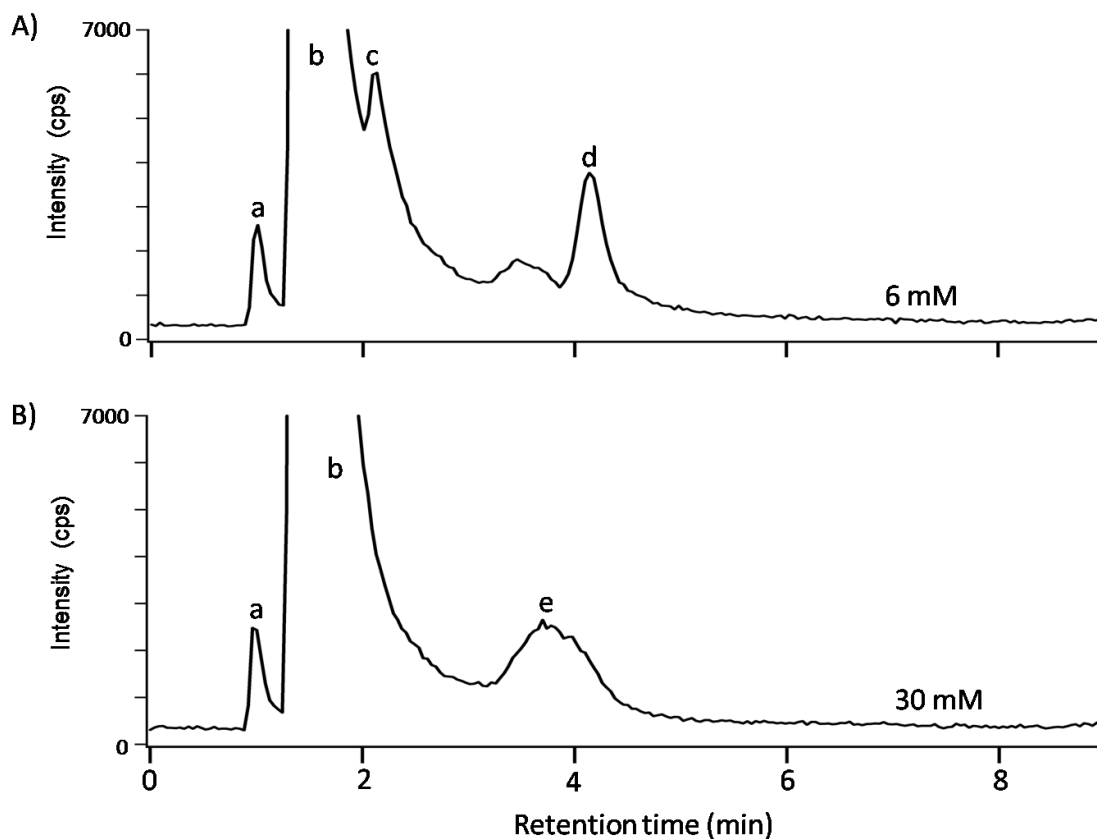 A)
7000
b
c
a
d
6 mM
0
Intensity (cps)
B)
7000
b
a
e
30 mM
0
Intensity (cps)
0 2 4 6 8
Retention time (min)